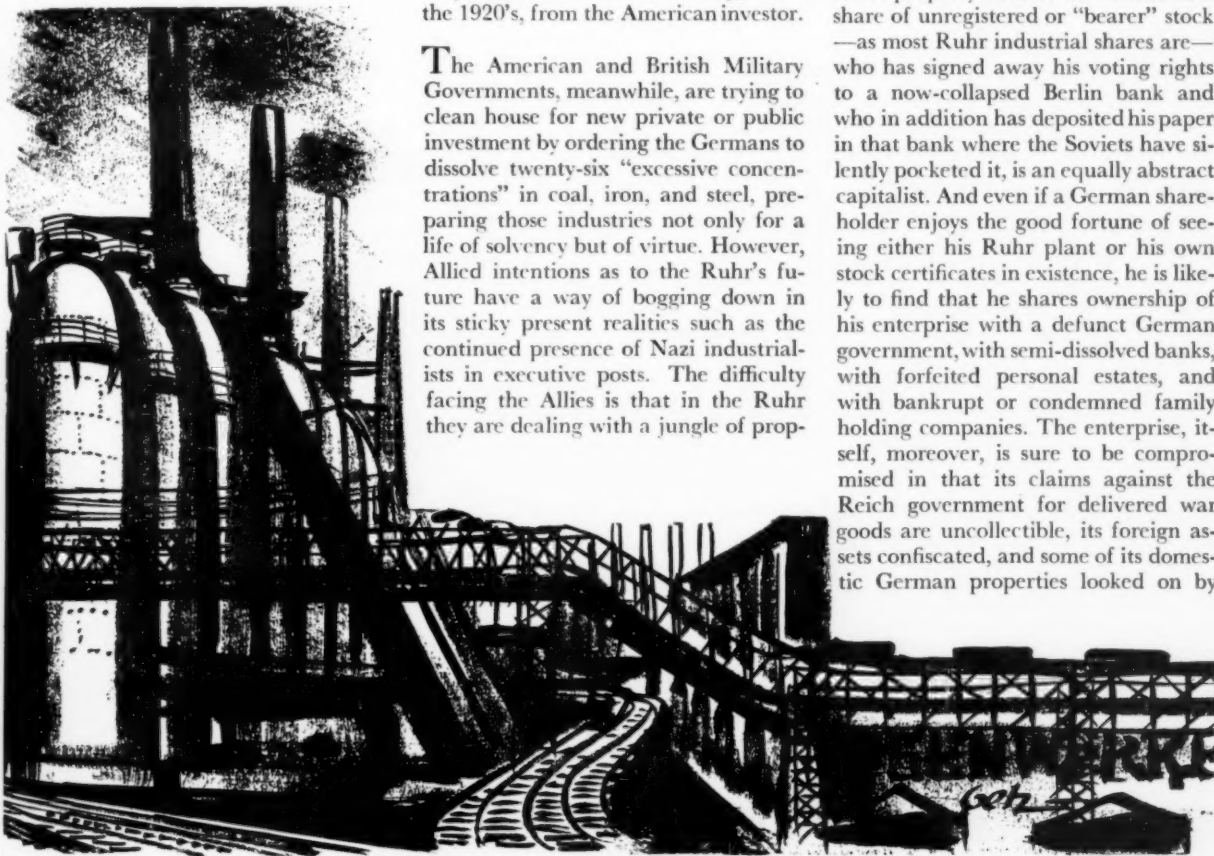 the 1920's, from the American investor.
The American and British Military
Governments, meanwhile, are trying to
clean house for new private or public
investment by ordering the Germans to
dissolve twenty-six "excessive concen-
trations" in coal, iron, and steel, pre-
paring those industries not only for a
life of solvency but of virtue. However,
Allied intentions as to the Ruhr's fu-
ture have a way of bogging down in
its sticky present realities such as the
continued presence of Nazi industrial-
ists in executive posts. The difficulty
facing the Allies is that in the Ruhr
they are dealing with a jungle of prop-
share of unregistered or "bearer" stock
—as most Ruhr industrial shares are—
who has signed away his voting rights
to a now-collapsed Berlin bank and
who in addition has deposited his paper
in that bank where the Soviets have si-
lently pocketed it, is an equally abstract
capitalist. And even if a German share-
holder enjoys the good fortune of see-
ing either his Ruhr plant or his own
stock certificates in existence, he is like-
ly to find that he shares ownership of
his enterprise with a defunct German
government, with semi-dissolved banks,
with forfeited personal estates, and
with bankrupt or condemned family
holding companies. The enterprise, it-
self, moreover, is sure to be compro-
mised in that its claims against the
Reich government for delivered war
goods are uncollectible, its foreign as-
sets confiscated, and some of its domes-
tic German properties looked on by
Getz